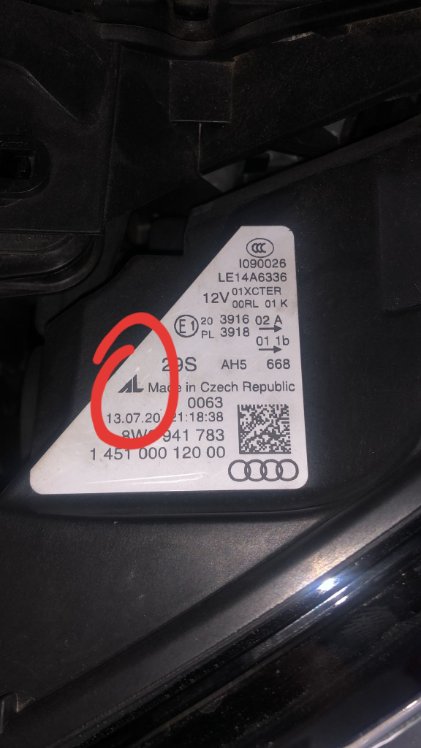 CCC
I090026
LE14A6336
12V 01XCTER
00RL 01 K
E1 20 3916 02 A
PL 3918 01 1b
29S AH5 668
AL Made in Czech Republic
0063
13.07.20 21:18:38
941 783
1 451 000 120 00